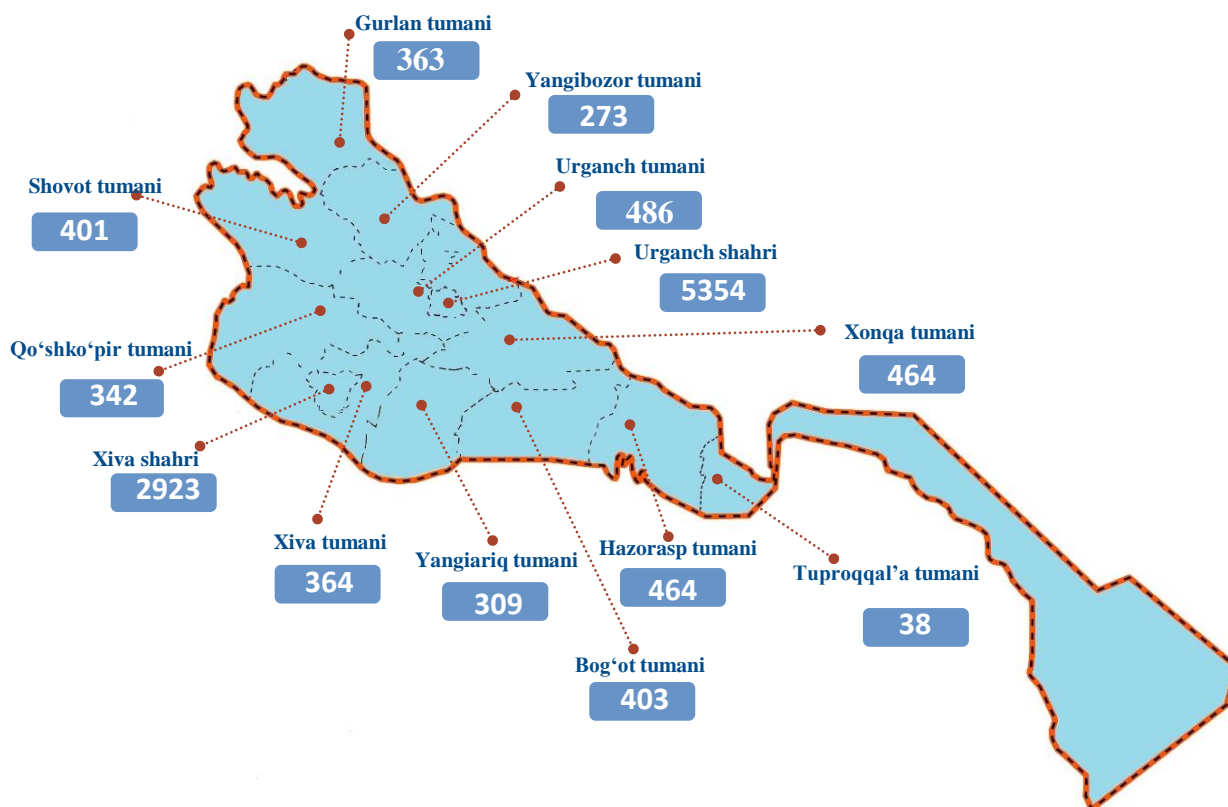 Gurlan tumani
363
Yangibozor tumani
273
Urganch tumani
486
Shovot tumani
401
Urganch shahri
5354
Xonqa tumani
464
Qo‘shko‘pir tumani
342
Xiva shahri
2923
Xiva tumani
364
Yangiariq tumani
309
Hazorasp tumani
464
Tuproqqal’a tumani
38
Bog‘ot tumani
403